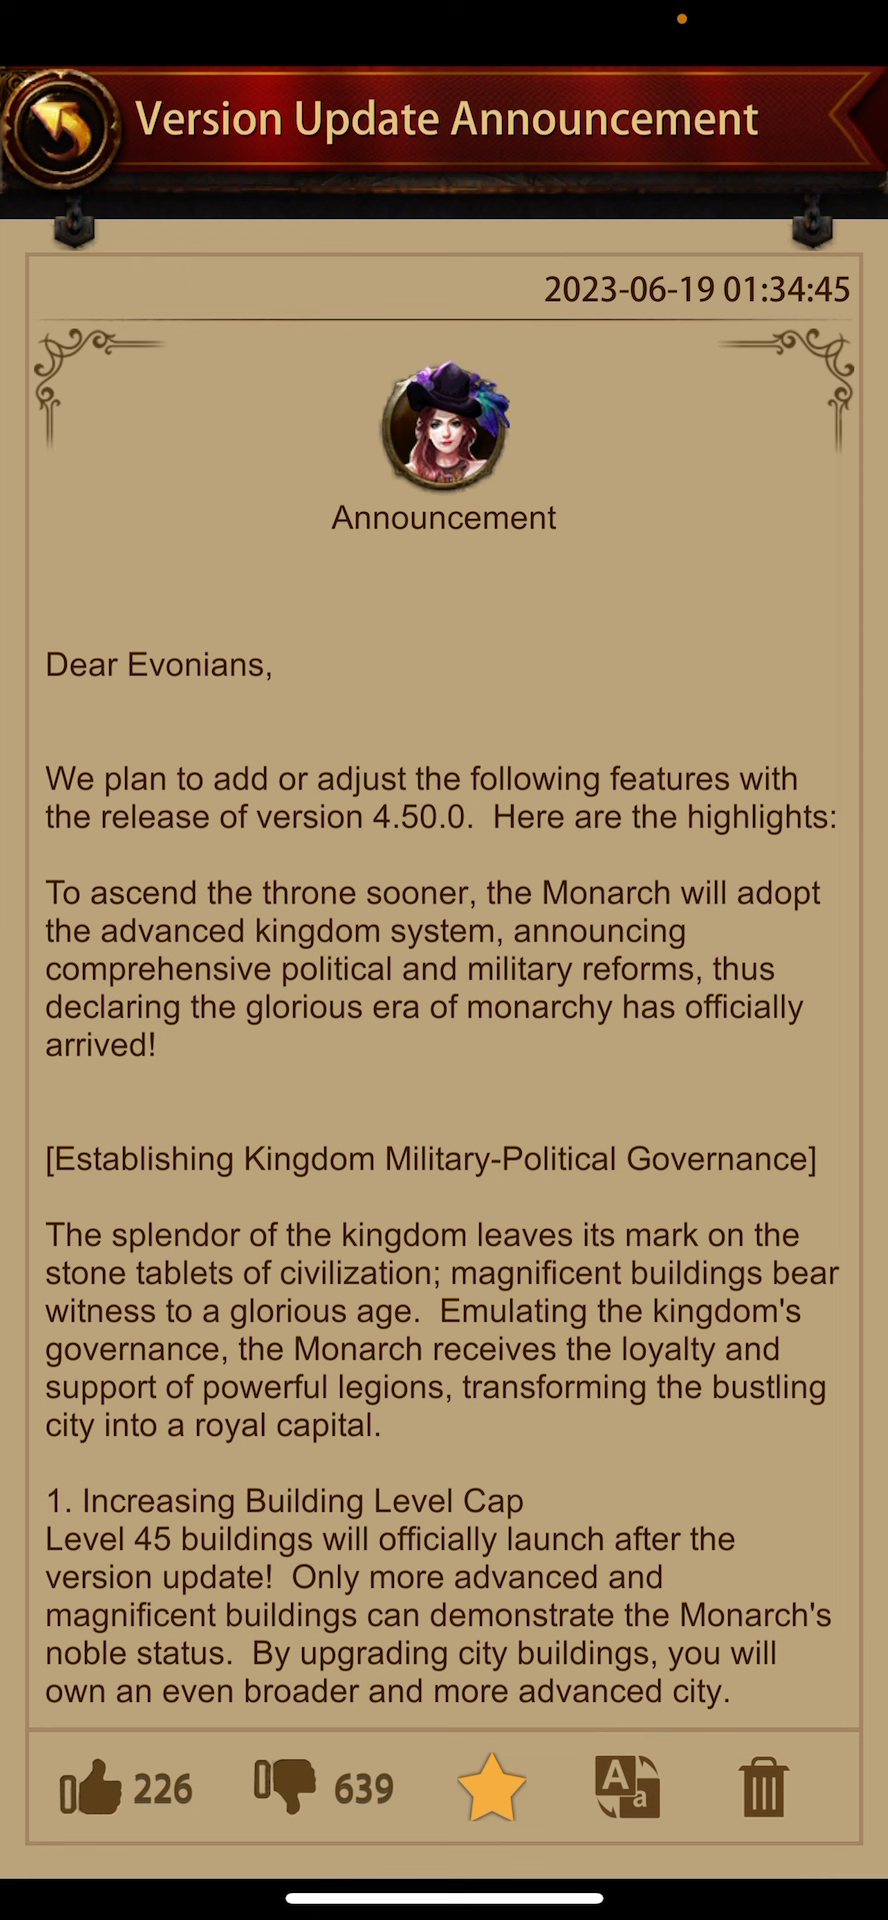 Version Update Announcement
2023-06-19 01:34:45
Announcement
Dear Evonians,
We plan to add or adjust the following features with
the release of version 4.50.0.  Here are the highlights:
To ascend the throne sooner, the Monarch will adopt
the advanced kingdom system, announcing
comprehensive political and military reforms, thus
declaring the glorious era of monarchy has officially
arrived!
[Establishing Kingdom Military-Political Governance]
The splendor of the kingdom leaves its mark on the
stone tablets of civilization; magnificent buildings bear
witness to a glorious age.  Emulating the kingdom's
governance, the Monarch receives the loyalty and
support of powerful legions, transforming the bustling
city into a royal capital.
1. Increasing Building Level Cap
Level 45 buildings will officially launch after the
version update!  Only more advanced and
magnificent buildings can demonstrate the Monarch's
noble status.  By upgrading city buildings, you will
own an even broader and more advanced city.
226 639 A a